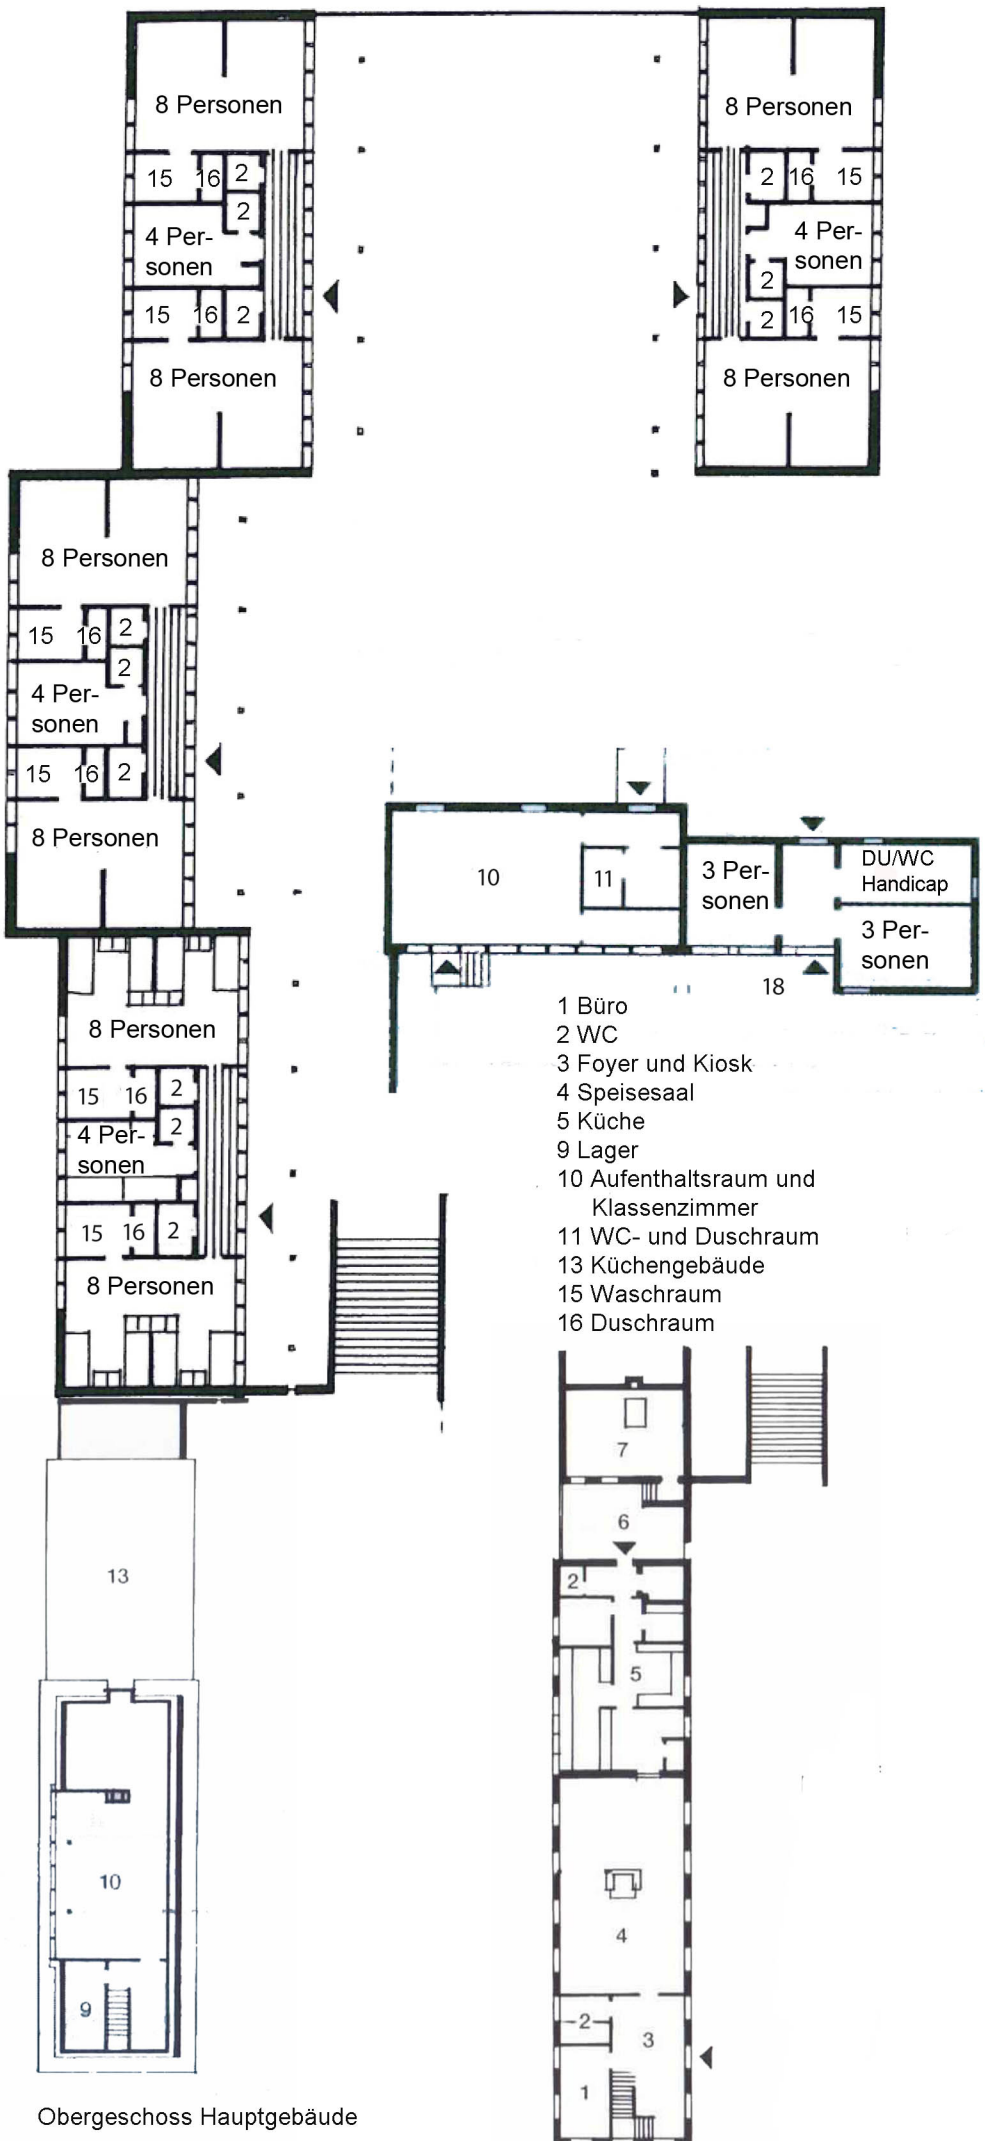 8 Personen
15 16 2
2
4 Per-
sonen
15 16 2
8 Personen
8 Personen
2 16 15
4 Per-
sonen
2
2 16 15
8 Personen
8 Personen
15 16 2
2
4 Per-
sonen
15 16 2
8 Personen
10
11
3 Per-
sonen
DU/WC
Handicap
3 Per-
sonen
18
8 Personen
15 16 2
2
4 Per-
sonen
15 16 2
8 Personen
1 Büro
2 WC
3 Foyer und Kiosk
4 Speisesaal
5 Küche
9 Lager
10 Aufenthaltsraum und
Klassenzimmer
11 WC- und Duschraum
13 Küchengebäude
15 Waschraum
16 Duschraum
13
10
9
Obergeschoss Hauptgebäude
7
6
2
5
4
2
3
1